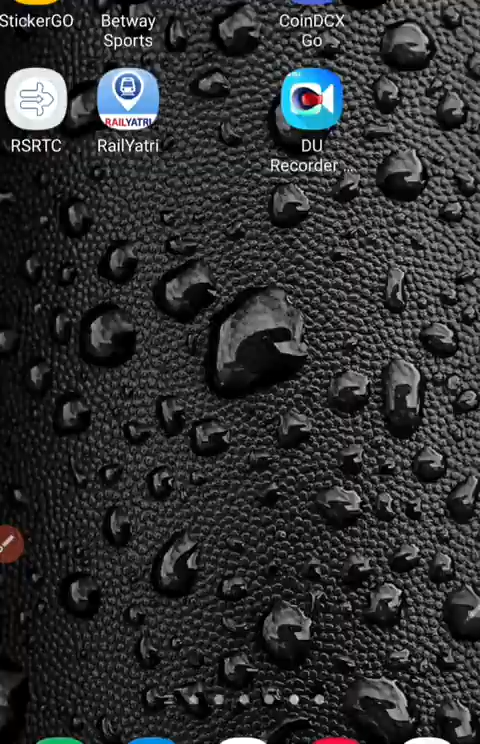 StickerGO
Betway
Sports
CoinDCX
Go
RAILYATRI
RSRTC
RailYatri
DU
Recorder ...